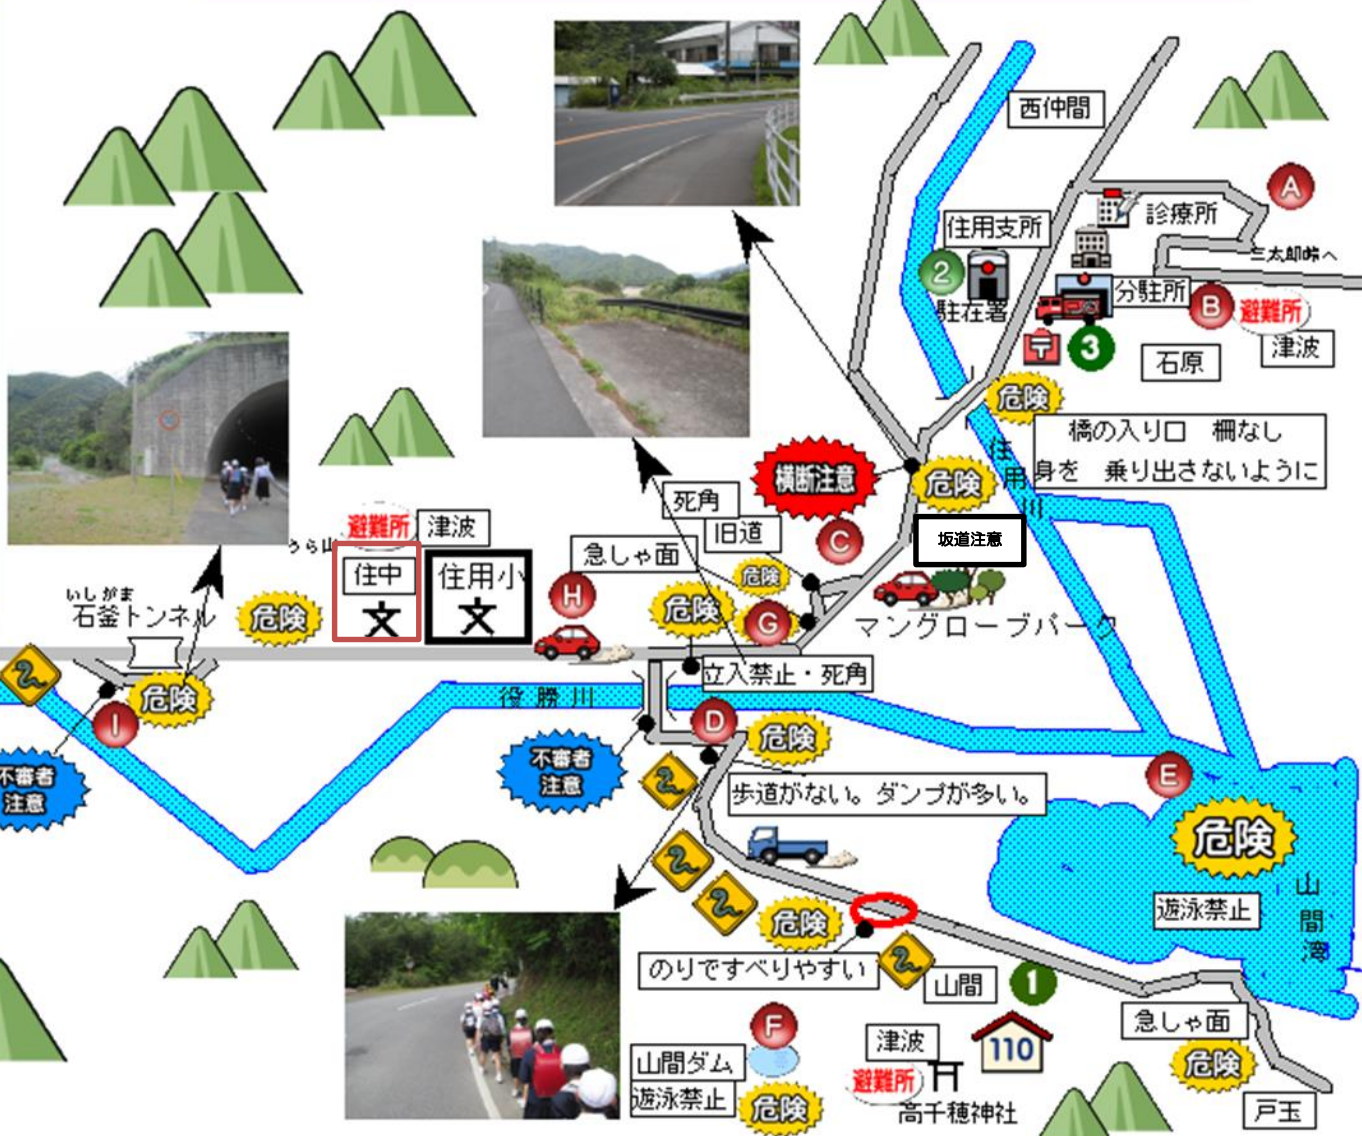 西仲間
A
診療所
住用支所
三太郎峠へ
2
分駐所
B
避難所
駐在署
3
津波
石原
危険
橋の入り口 柵なし
身を 乗り出さないように
住用川
横断注意
危険
死角
旧道
C
坂道注意
うら山
避難所
津波
急しゃ面
住中
文
住用小
文
H
危険
危険
G
マングローブパーク
いしがま
石釜トンネル
危険
立入禁止・死角
危険
I
役勝川
D
危険
不審者
注意
不審者
注意
E
歩道がない。ダンプが多い。
危険
遊泳禁止
山間湾
危険
のりですべりやすい
山間
1
急しゃ面
F
津波
110
危険
山間ダム
遊泳禁止
危険
避難所
高千穂神社
戸玉